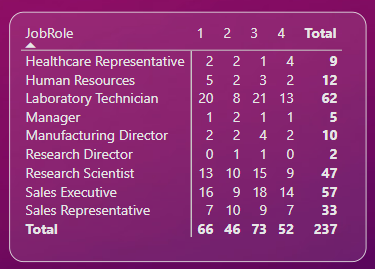 JobRole 1 2 3 4 Total
Healthcare Representative 2 2 1 4 9
Human Resources 5 2 3 2 12
Laboratory Technician 20 8 21 13 62
Manager 1 2 1 1 5
Manufacturing Director 2 2 4 2 10
Research Director 0 1 1 0 2
Research Scientist 13 10 15 9 47
Sales Executive 16 9 18 14 57
Sales Representative 7 10 9 7 33
Total 66 46 73 52 237